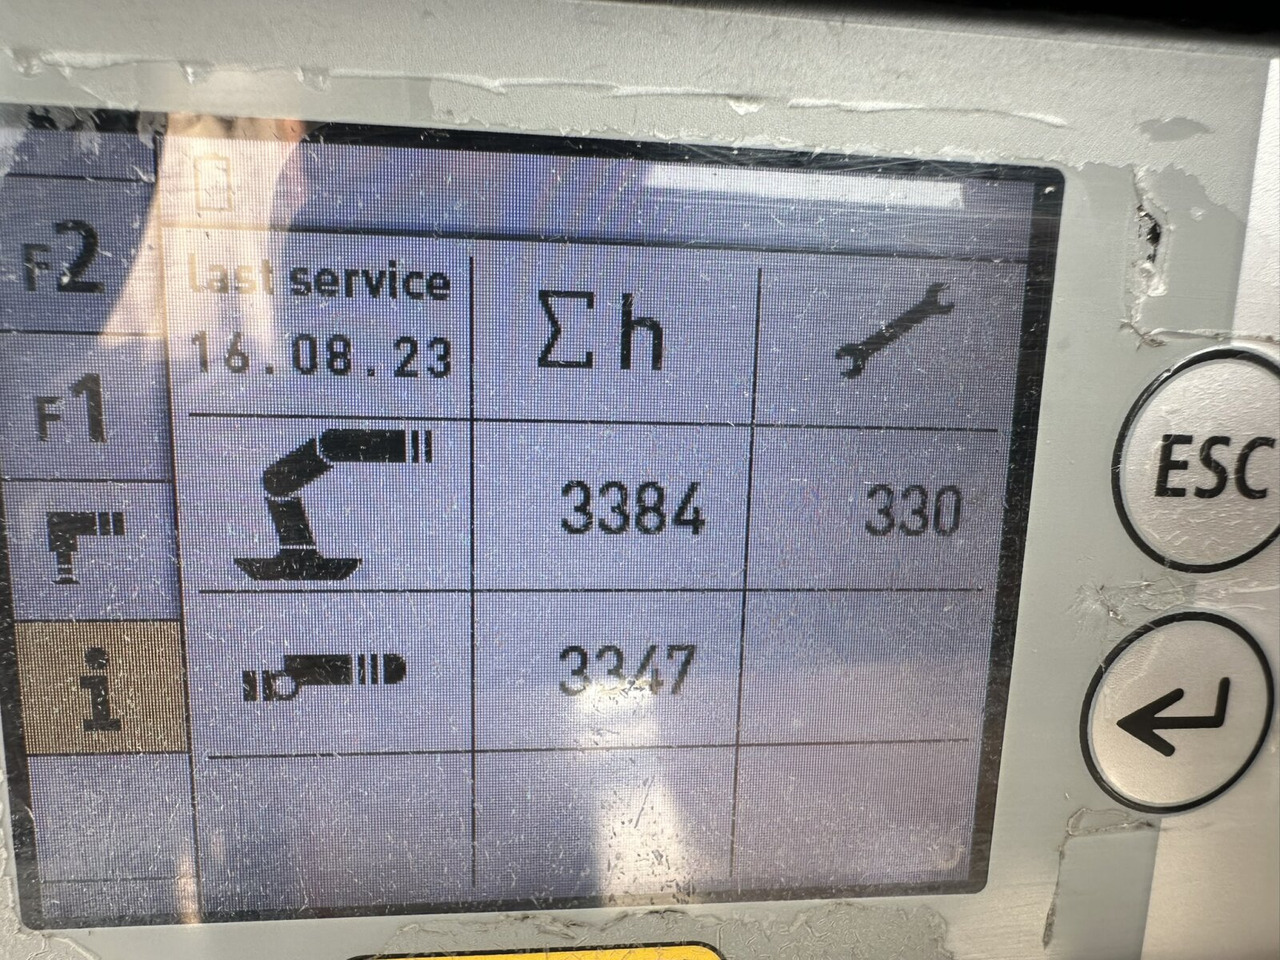 F2
F1
i
last service
16.08.23
Σh
3384
330
3347
ESC